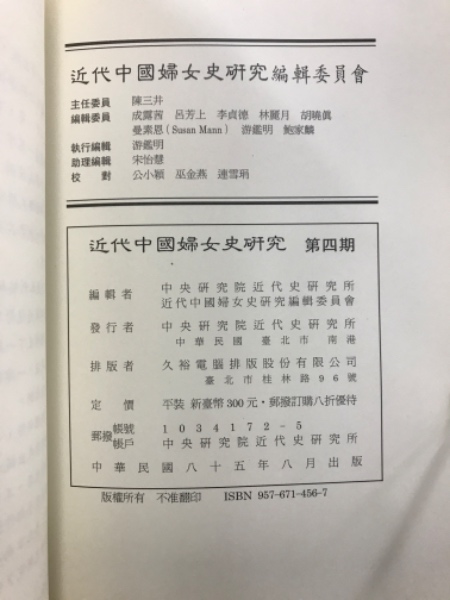 近代中國婦女史研究編輯委員會
主任委員 陳三井
編輯委員 成露茜 呂芳上 李貞德 林麗月 胡曉眞
曼素恩(Susan Mann) 游鑑明 鮑家麟
執行編輯 游鑑明
助理編輯 宋怡慧
校對 公小穎 巫金燕 連雪琄
近代中國婦女史研究 第四期
編輯者 中央研究院近代史研究所
近代中國婦女史研究編輯委員會
發行者 中央研究院近代史研究所
中華民國 臺北市 南港
排版者 久裕電腦排版股份有限公司
臺北市桂林路96號
定價 平裝 新臺幣300元・郵撥訂購八折優待
郵撥帳號 1034172-5
帳戶 中央研究院近代史研究所
中華民國八十五年八月出版
版權所有 不准翻印 ISBN 957-671-456-7